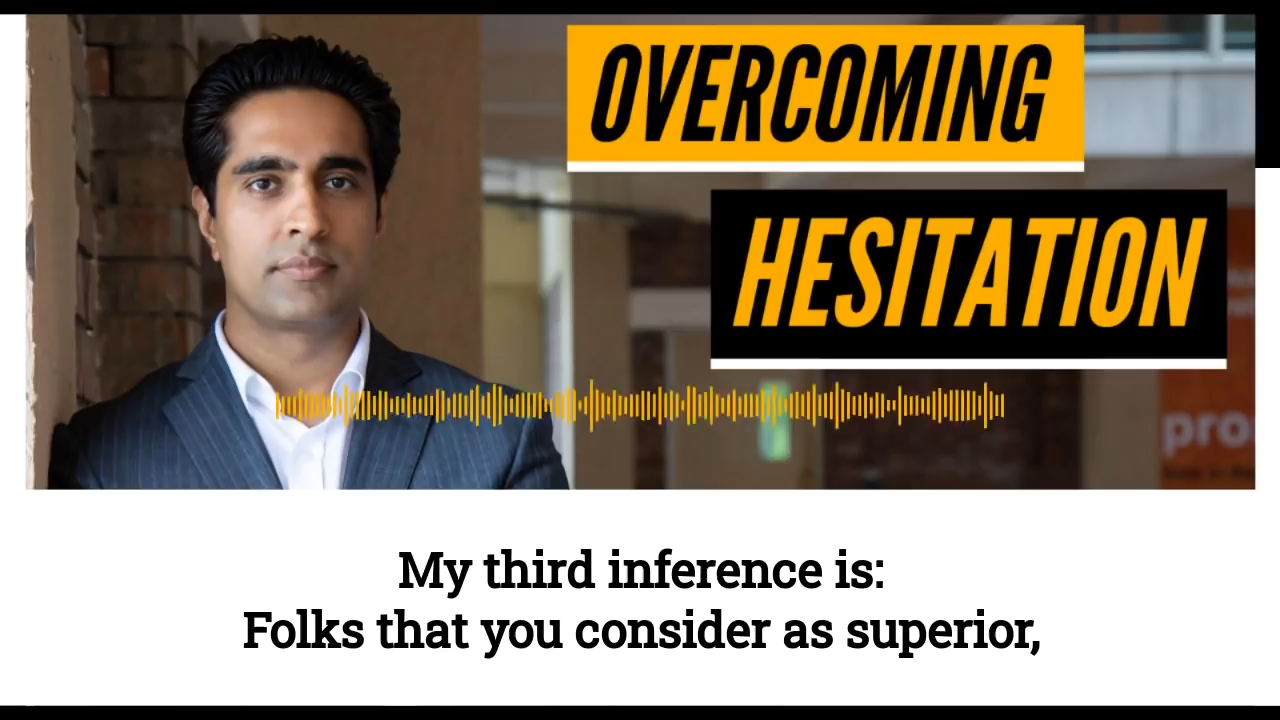 OVERCOMING
HESITATION
My third inference is:
Folks that you consider as superior,